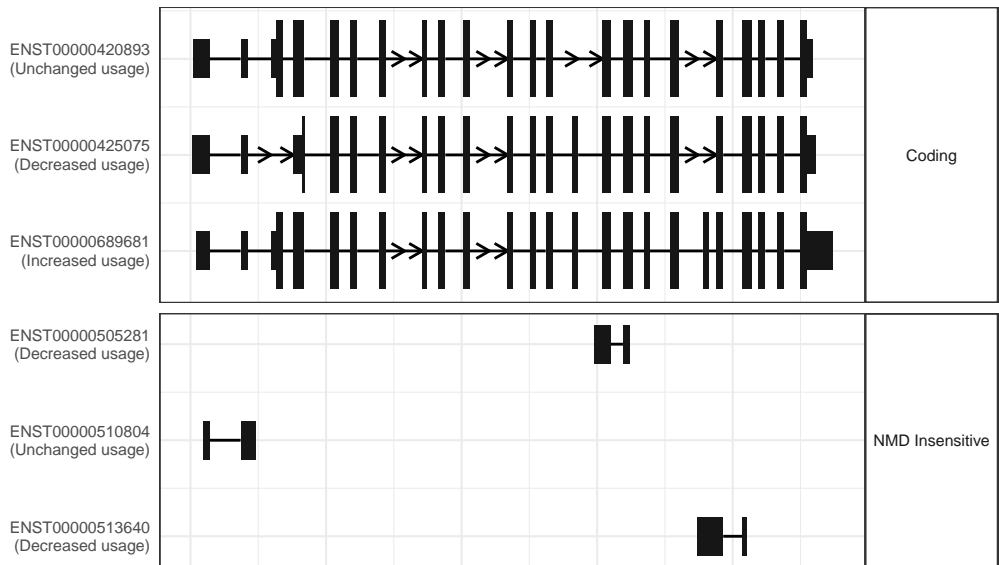 ENST00000420893
(Unchanged usage)
ENST00000425075
(Decreased usage)
Coding
ENST00000689681
(Increased usage)
ENST00000505281
(Decreased usage)
ENST00000510804
(Unchanged usage)
NMD Insensitive
ENST00000513640
(Decreased usage)